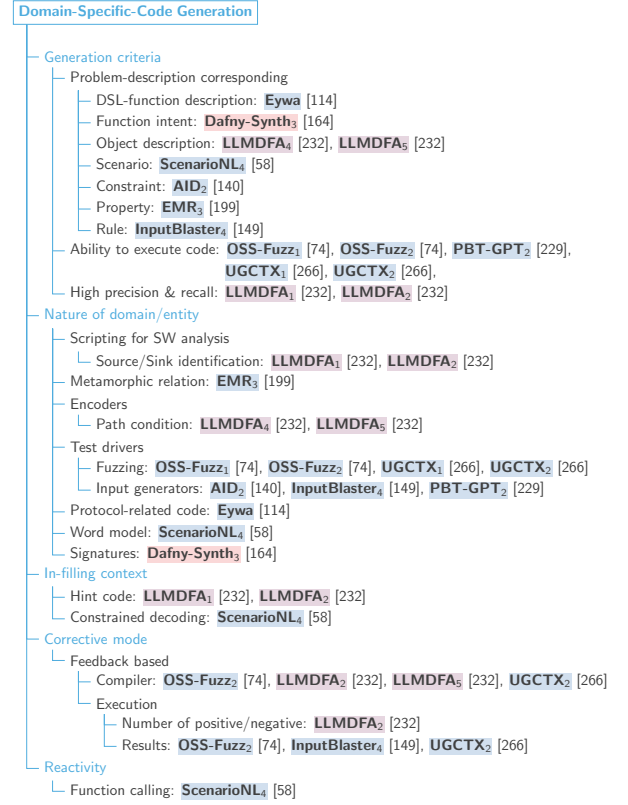 Domain-Specific-Code Generation
Generation criteria
Problem-description corresponding
DSL-function description: Eywa [114]
Function intent: Dafny-Synth₃ [164]
Object description: LLMDFA₄ [232], LLMDFA₅ [232]
Scenario: ScenarioNL₄ [58]
Constraint: AID₂ [140]
Property: EMR₃ [199]
Rule: InputBlaster₄ [149]
Ability to execute code: OSS-Fuzz₁ [74], OSS-Fuzz₂ [74], PBT-GPT₂ [229],
UGCTX₁ [266], UGCTX₂ [266],
High precision & recall: LLMDFA₁ [232], LLMDFA₂ [232]
Nature of domain/entity
Scripting for SW analysis
Source/Sink identification: LLMDFA₁ [232], LLMDFA₂ [232]
Metamorphic relation: EMR₃ [199]
Encoders
Path condition: LLMDFA₄ [232], LLMDFA₅ [232]
Test drivers
Fuzzing: OSS-Fuzz₁ [74], OSS-Fuzz₂ [74], UGCTX₁ [266], UGCTX₂ [266]
Input generators: AID₂ [140], InputBlaster₄ [149], PBT-GPT₂ [229]
Protocol-related code: Eywa [114]
Word model: ScenarioNL₄ [58]
Signatures: Dafny-Synth₃ [164]
In-filling context
Hint code: LLMDFA₁ [232], LLMDFA₂ [232]
Constrained decoding: ScenarioNL₄ [58]
Corrective mode
Feedback based
Compiler: OSS-Fuzz₂ [74], LLMDFA₂ [232], LLMDFA₅ [232], UGCTX₂ [266]
Execution
Number of positive/negative: LLMDFA₂ [232]
Results: OSS-Fuzz₂ [74], InputBlaster₄ [149], UGCTX₂ [266]
Reactivity
Function calling: ScenarioNL₄ [58]